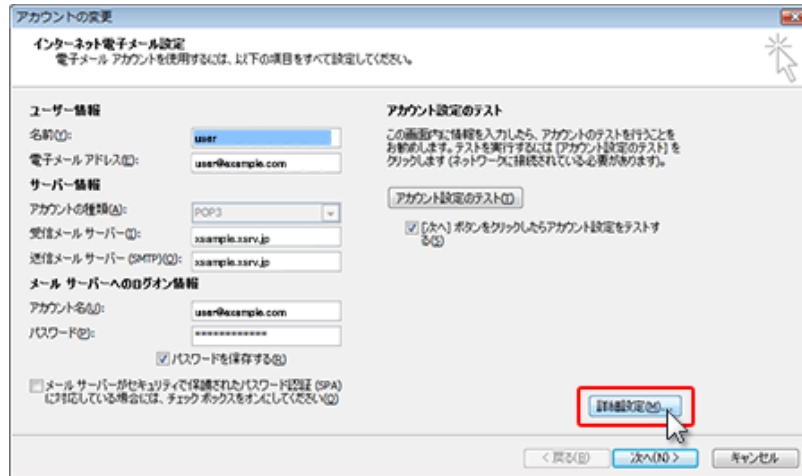 アカウントの変更
インターネット電子メール設定
電子メール アカウントを使用するには、以下の項目をすべて設定してください。
ユーザー情報
名前(Y):
user
電子メール アドレス(E):
user@example.com
サーバー情報
アカウントの種類(A):
POP3
受信メール サーバー(I):
xsample.xsrv.jp
送信メール サーバー (SMTP)(O):
xsample.xsrv.jp
メール サーバーへのログオン情報
アカウント名(U):
user@example.com
パスワード(P):
************
パスワードを保存する(R)
メール サーバーがセキュリティで保護されたパスワード認証 (SPA)
に対応している場合には、チェック ボックスをオンにしてください(Q)
アカウント設定のテスト
この画面内に情報を入力したら、アカウントのテストを行うことを
お勧めします。テストを実行するには [アカウント設定のテスト] を
クリックします (ネットワークに接続されている必要があります)。
アカウント設定のテスト(T)
[次へ] ボタンをクリックしたらアカウント設定をテストす
る(S)
詳細設定(M)...
< 戻る(B)
次へ(N) >
キャンセル